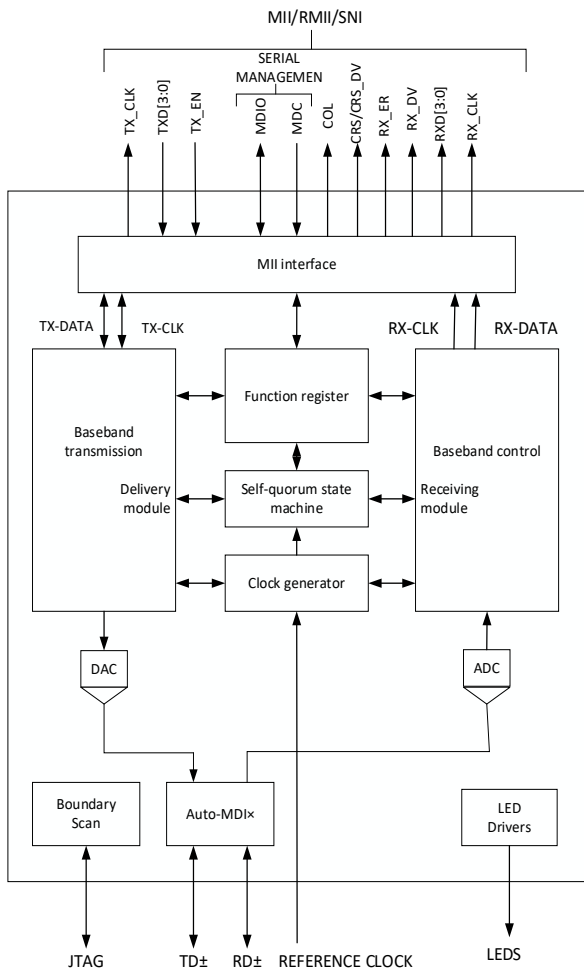 MII/RMII/SNI
SERIAL
MANAGEMEN
TX_CLK
TXD[3:0]
TX_EN
MDIO
MDC
COL
CRS/CRS_DV
RX_ER
RX_DV
RXD[3:0]
RX_CLK
MII interface
TX-DATA
TX-CLK
RX-CLK
RX-DATA
Baseband
transmission
Delivery
module
Function register
Self-quorum state
machine
Clock generator
Baseband control
Receiving
module
DAC
ADC
Boundary
Scan
Auto-MDI×
LED
Drivers
JTAG
TD±
RD±
REFERENCE CLOCK
LEDS